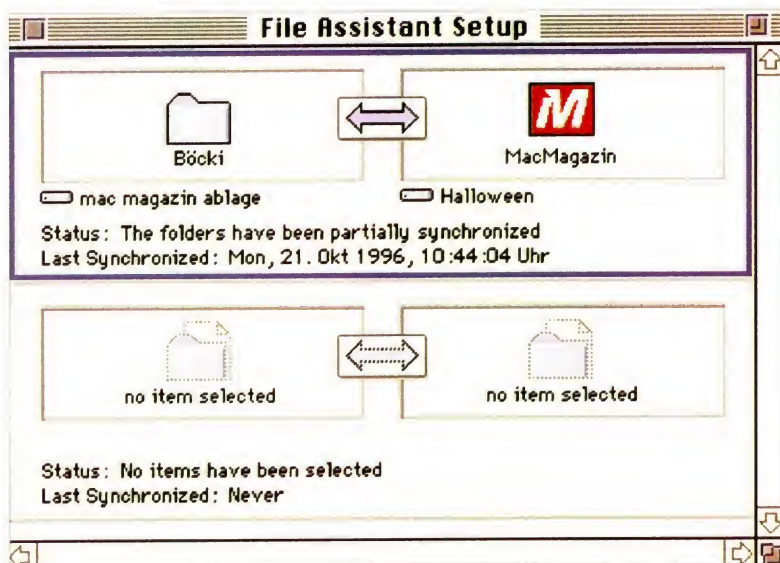 File Assistant Setup
M
Böcki
MacMagazin
mac magazin ablage
Halloween
Status: The folders have been partially synchronized
Last Synchronized: Mon, 21. Okt 1996, 10:44:04 Uhr
no item selected
no item selected
Status: No items have been selected
Last Synchronized: Never